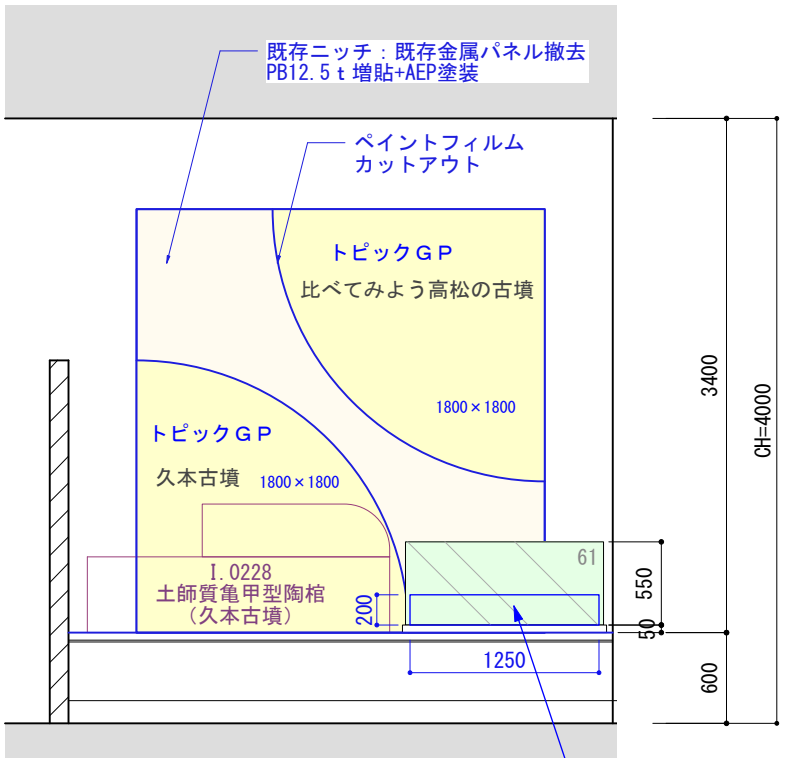 既存ニッチ：既存金属パネル撤去
PB12.5ｔ増貼+AEP塗装
ペイントフィルム
カットアウト
トピックＧＰ
比べてみよう高松の古墳
1800×1800
トピックＧＰ
久本古墳
1800×1800
I.0228
土師質亀甲型陶棺
（久本古墳）
61
200
1250
550
50
3400
600
CH=4000